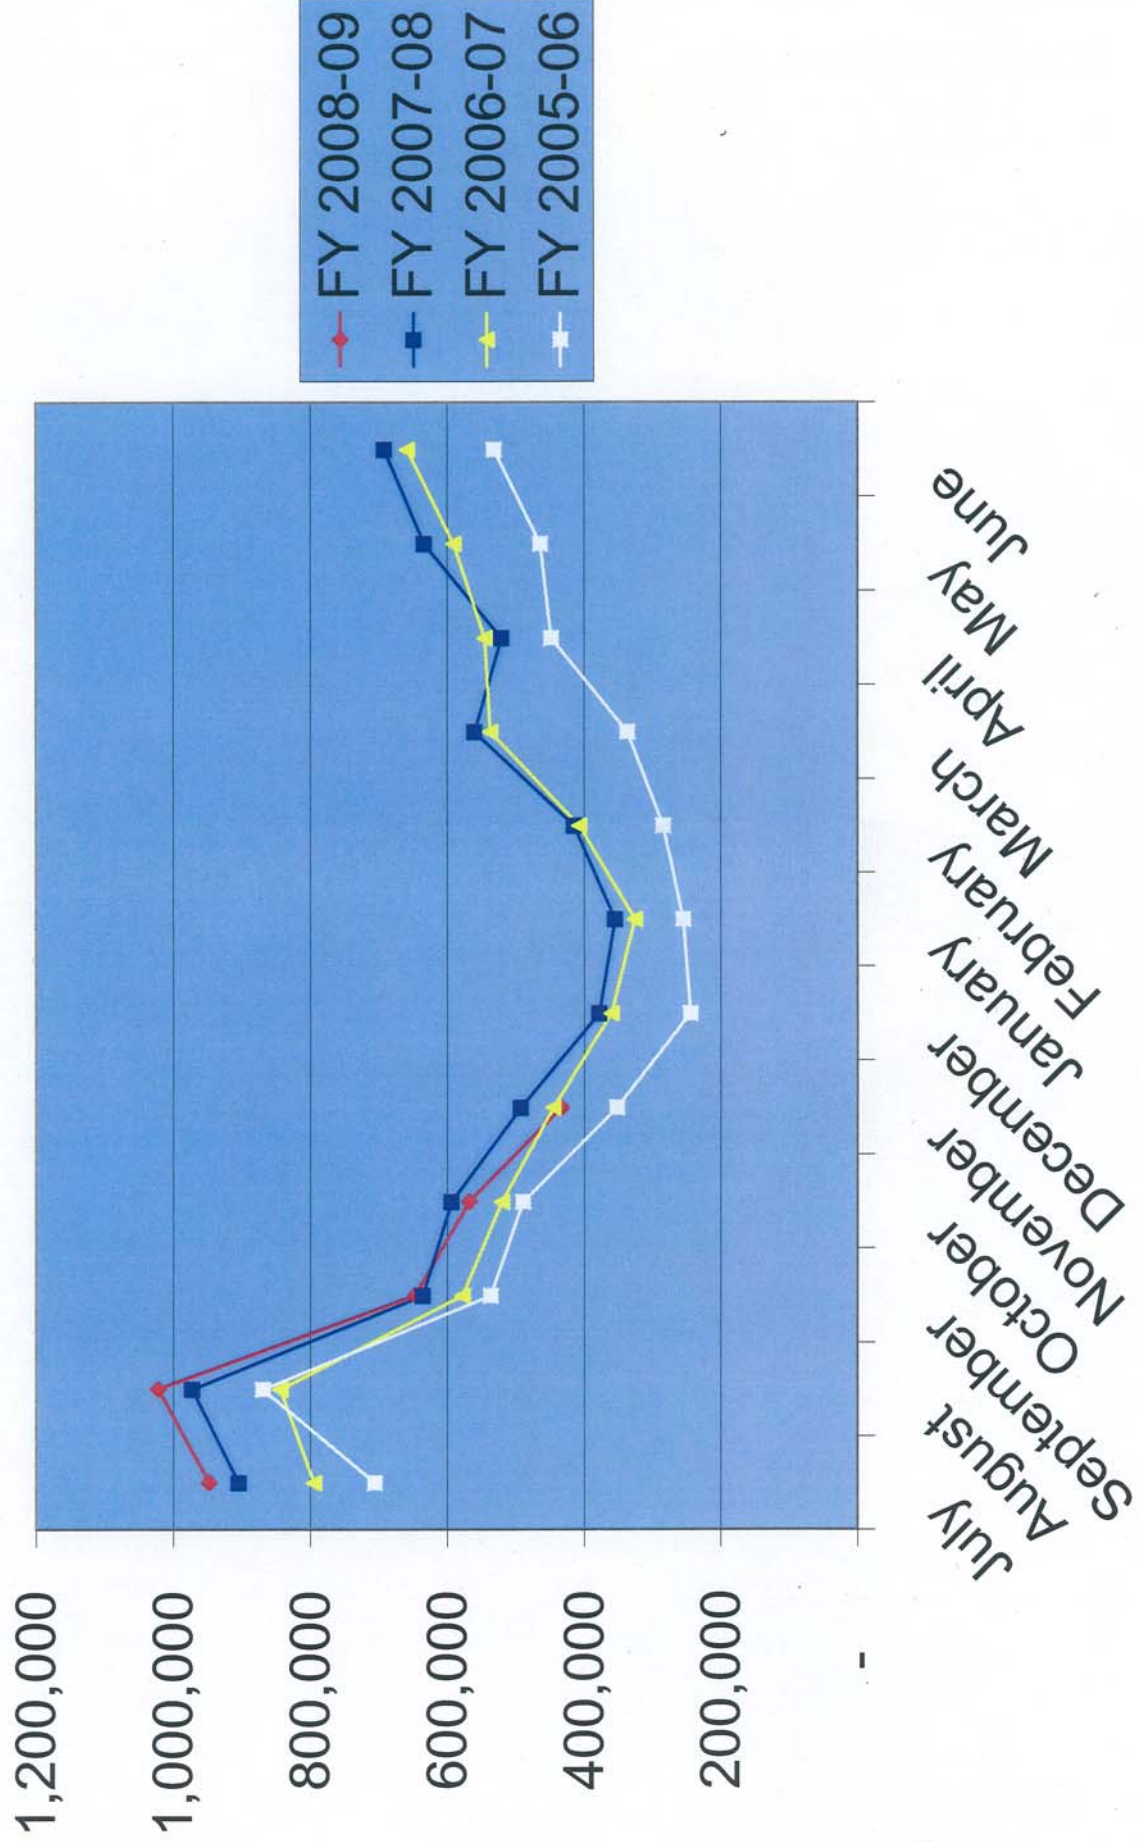 1,200,000
1,000,000
800,000
600,000
400,000
200,000
-
July
August
September
October
November
December
January
February
March
April
May
June
FY 2008-09
FY 2007-08
FY 2006-07
FY 2005-06